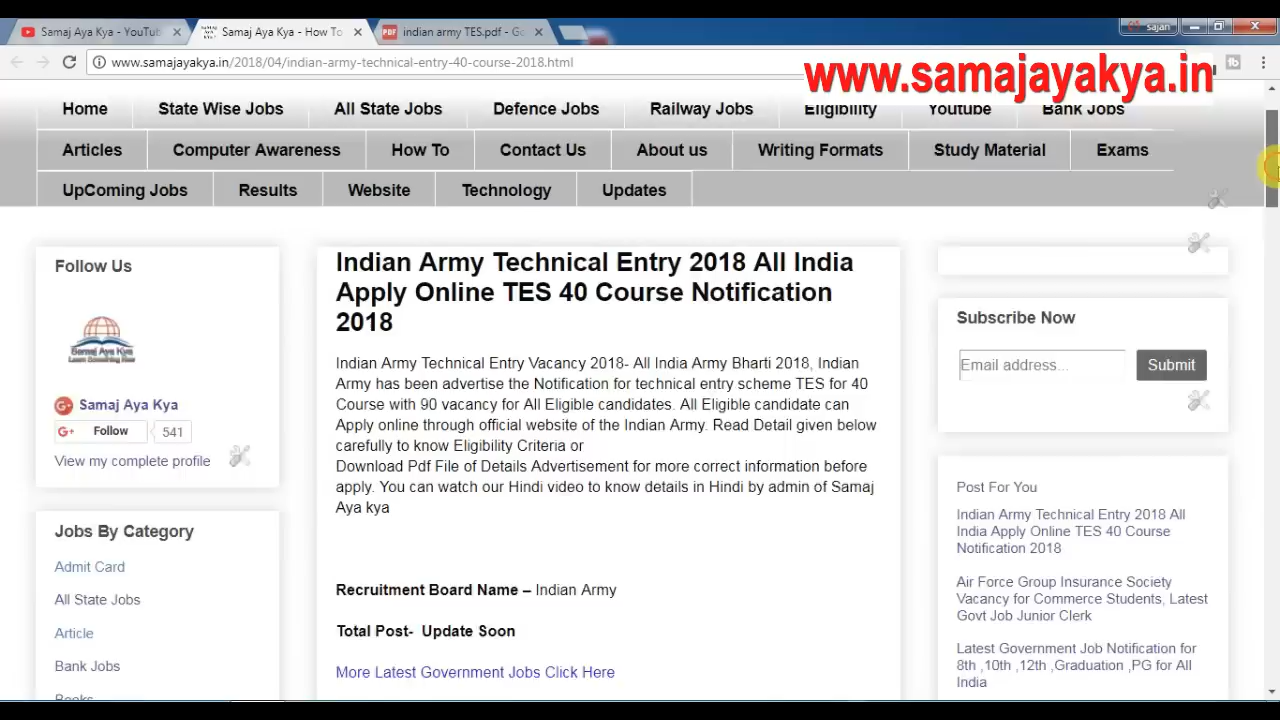 Samaj Aya Kya - YouTub
Samaj Aya Kya - How To
indian army TES.pdf - Go
sajan
www.samajayakya.in/2018/04/indian-army-technical-entry-40-course-2018.html
www.samajayakya.in
Home
State Wise Jobs
All State Jobs
Defence Jobs
Railway Jobs
Eligibility
Youtube
Bank Jobs
Articles
Computer Awareness
How To
Contact Us
About us
Writing Formats
Study Material
Exams
UpComing Jobs
Results
Website
Technology
Updates
Follow Us
Samaj Aya Kya
Learn Something New
Samaj Aya Kya
G+ Follow
541
View my complete profile
Jobs By Category
Admit Card
All State Jobs
Article
Bank Jobs
Books
Indian Army Technical Entry 2018 All India
Apply Online TES 40 Course Notification
2018
Indian Army Technical Entry Vacancy 2018- All India Army Bharti 2018, Indian
Army has been advertise the Notification for technical entry scheme TES for 40
Course with 90 vacancy for All Eligible candidates. All Eligible candidate can
Apply online through official website of the Indian Army. Read Detail given below
carefully to know Eligibility Criteria or
Download Pdf File of Details Advertisement for more correct information before
apply. You can watch our Hindi video to know details in Hindi by admin of Samaj
Aya kya
Recruitment Board Name – Indian Army
Total Post- Update Soon
More Latest Government Jobs Click Here
Subscribe Now
Email address...
Submit
Post For You
Indian Army Technical Entry 2018 All
India Apply Online TES 40 Course
Notification 2018
Air Force Group Insurance Society
Vacancy for Commerce Students, Latest
Govt Job Junior Clerk
Latest Government Job Notification for
8th ,10th ,12th ,Graduation ,PG for All
India